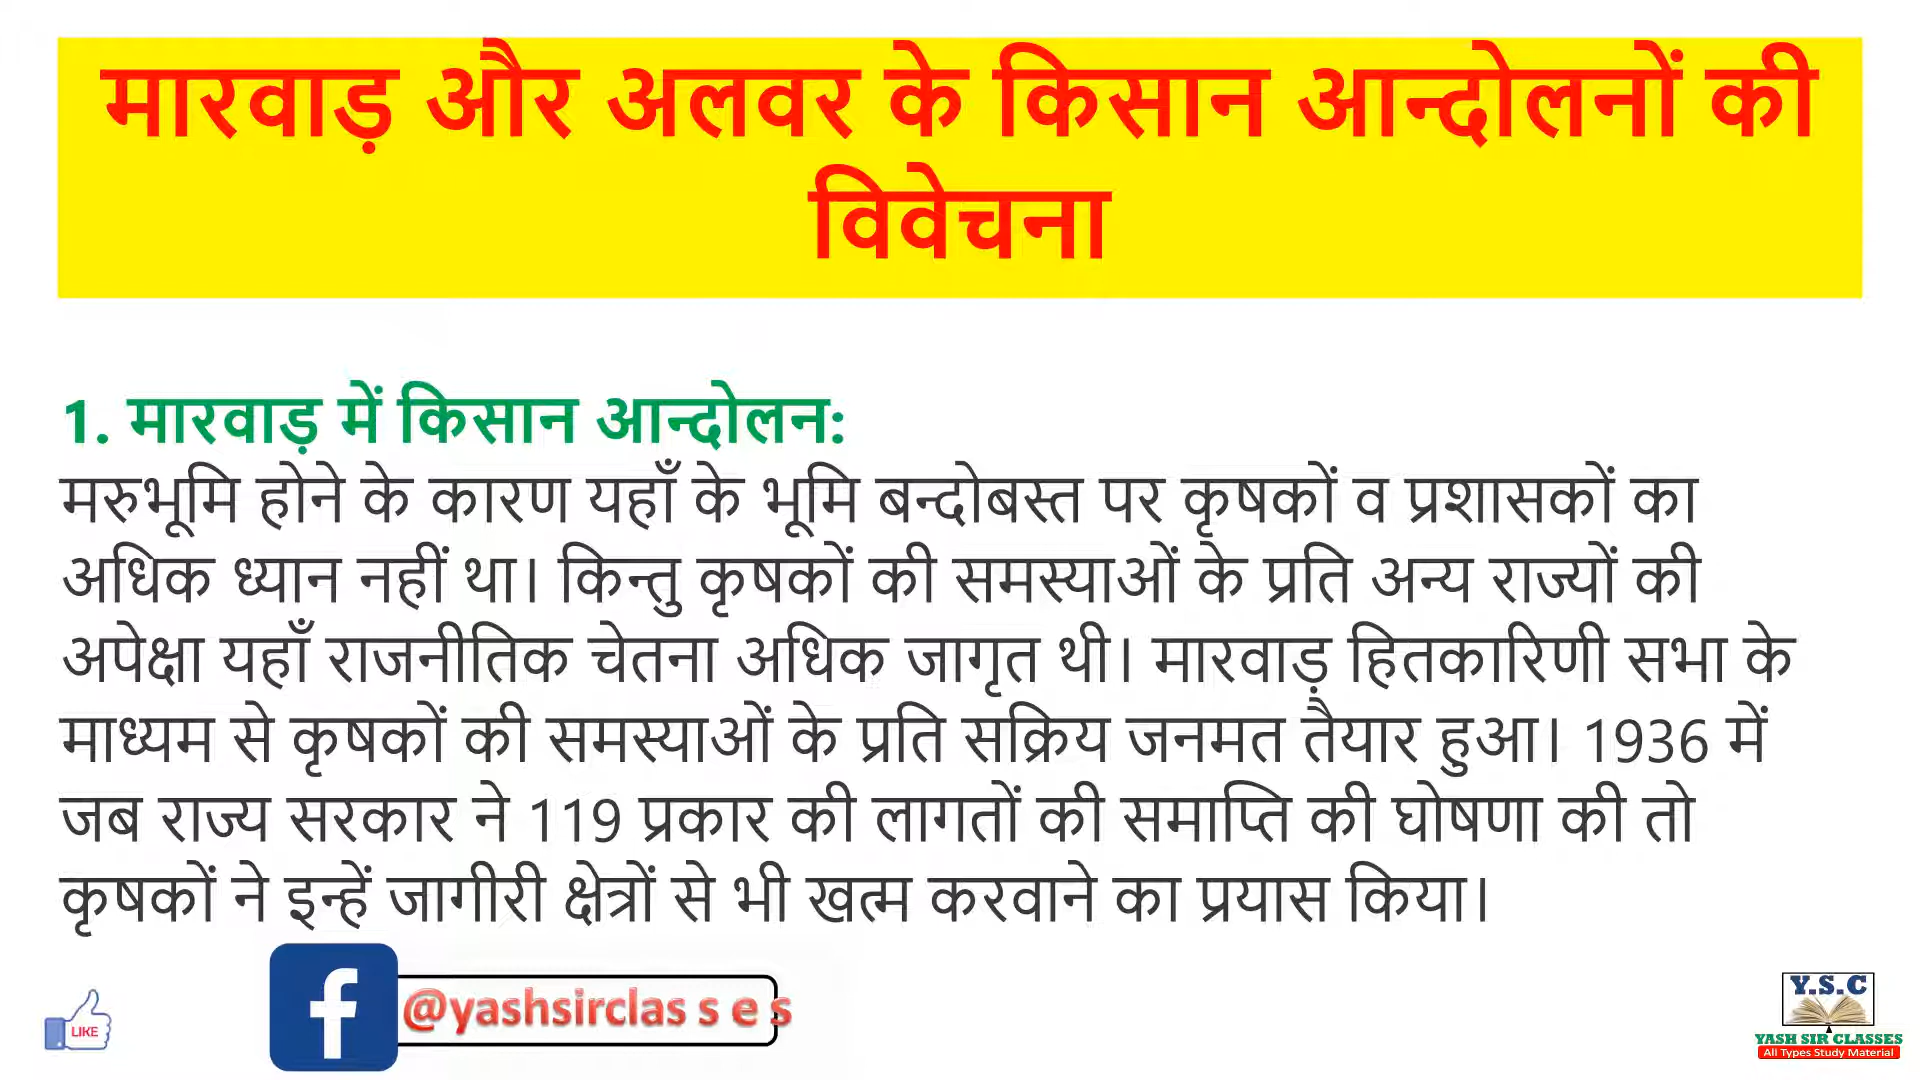 मारवाड़ और अलवर के किसान आन्दोलनों की
विवेचना
1. मारवाड़ में किसान आन्दोलन:
मरुभूमि होने के कारण यहाँ के भूमि बन्दोबस्त पर कृषकों व प्रशासकों का
अधिक ध्यान नहीं था। किन्तु कृषकों की समस्याओं के प्रति अन्य राज्यों की
अपेक्षा यहाँ राजनीतिक चेतना अधिक जागृत थी। मारवाड़ हितकारिणी सभा के
माध्यम से कृषकों की समस्याओं के प्रति सक्रिय जनमत तैयार हुआ। 1936 में
जब राज्य सरकार ने 119 प्रकार की लागतों की समाप्ति की घोषणा की तो
कृषकों ने इन्हें जागीरी क्षेत्रों से भी खत्म करवाने का प्रयास किया।
LIKE
f @yashsirclas s e s
Y.S.C
YASH SIR CLASSES
All Types Study Material